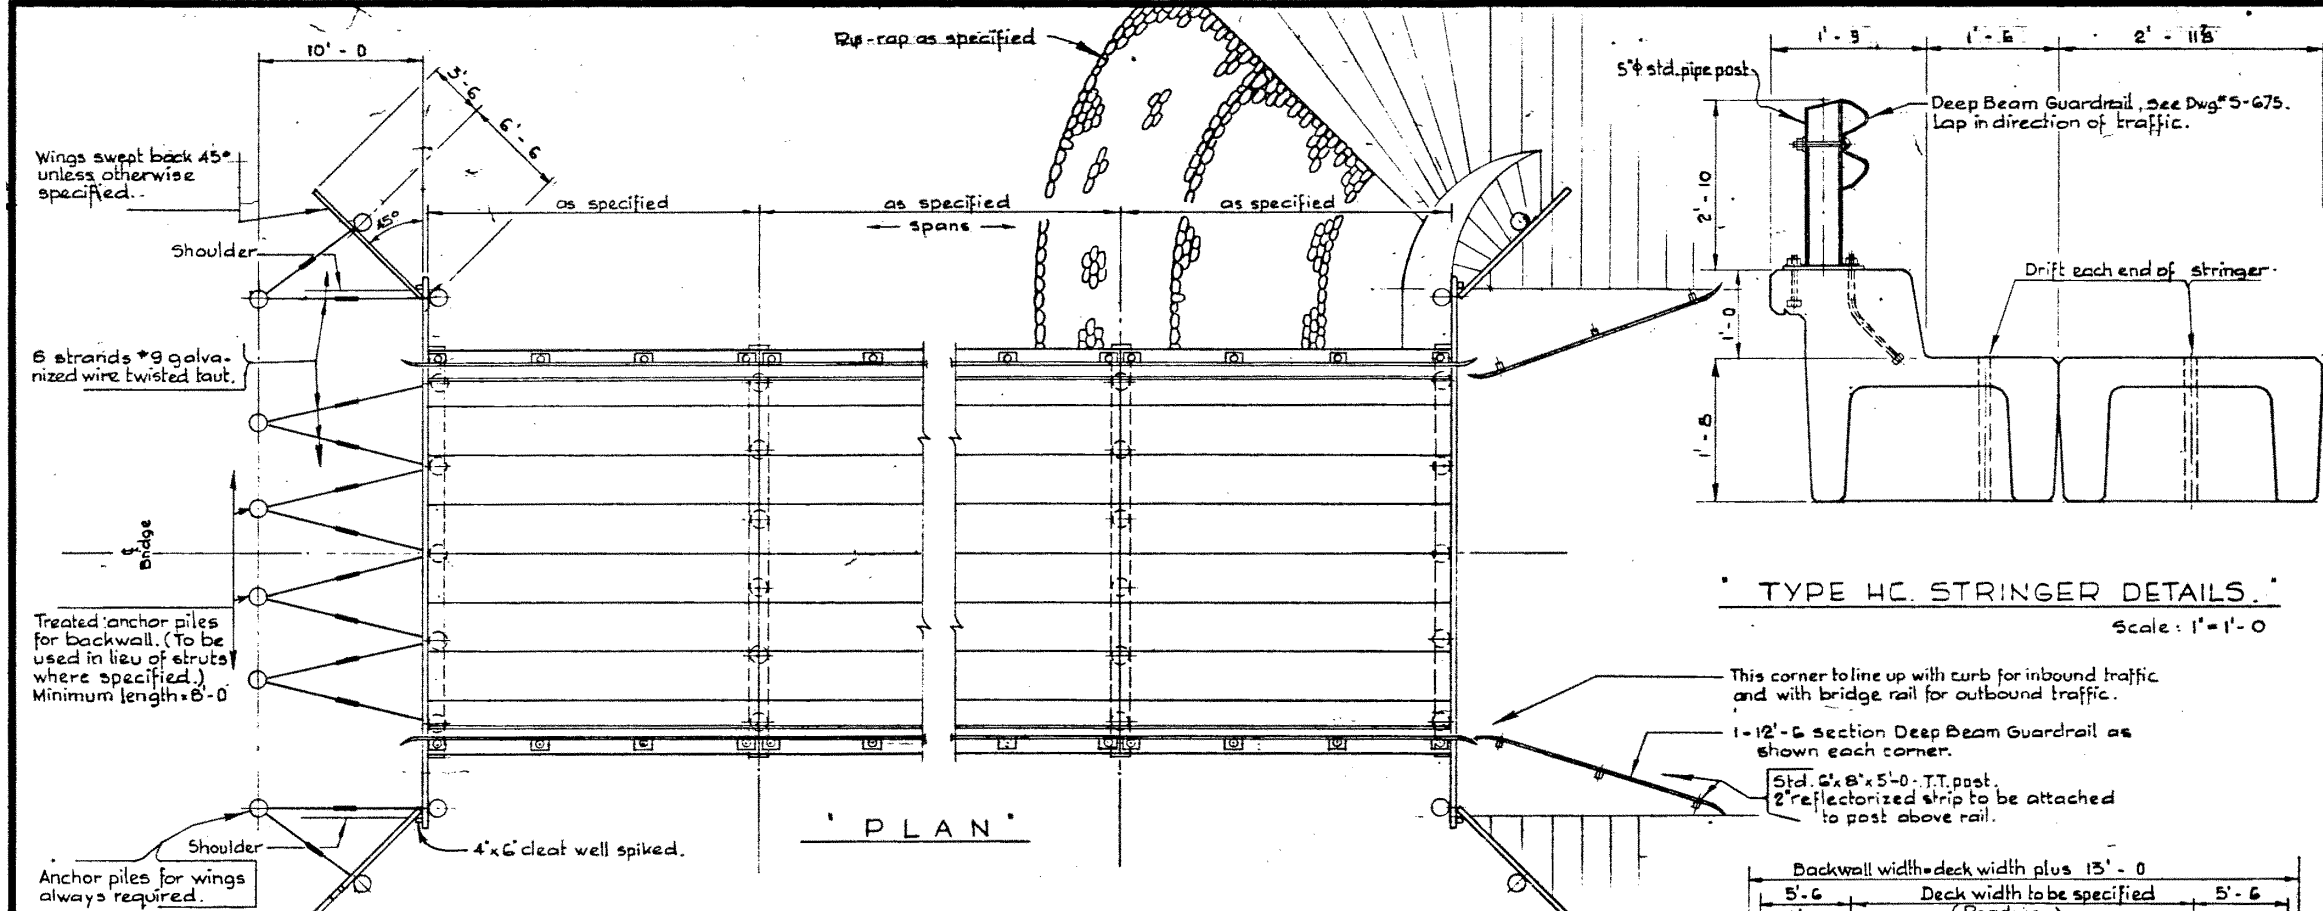 10' - 0
3'-6
6' - 6
Wings swept back 45°
unless otherwise
specified.
45°
Shoulder
6 strands #9 galva-
nized wire twisted taut.
℄
Bridge
Treated anchor piles
for backwall. (To be
used in lieu of struts
where specified.)
Minimum length = 8'-0
Shoulder
Anchor piles for wings
always required.
4"x6" cleat well spiked.
Rip-rap as specified
as specified
as specified
as specified
spans
"PLAN"
1' - 9
1' - 6
2' - 11
5"ϕ std. pipe post
Deep Beam Guardrail, see Dwg# S-675.
Lap in direction of traffic.
2' - 10
Drift each end of stringer.
1' - 0
1' - 8
"TYPE HC. STRINGER DETAILS."
Scale: 1" = 1'-0
This corner to line up with curb for inbound traffic
and with bridge rail for outbound traffic.
1-12'-6 section Deep Beam Guardrail as
shown each corner.
Std. 6"x8"x5'-0-T.T. post.
2" reflectorized strip to be attached
to post above rail.
Backwall width = deck width plus 13' - 0
5'-6
Deck width to be specified
5'-6